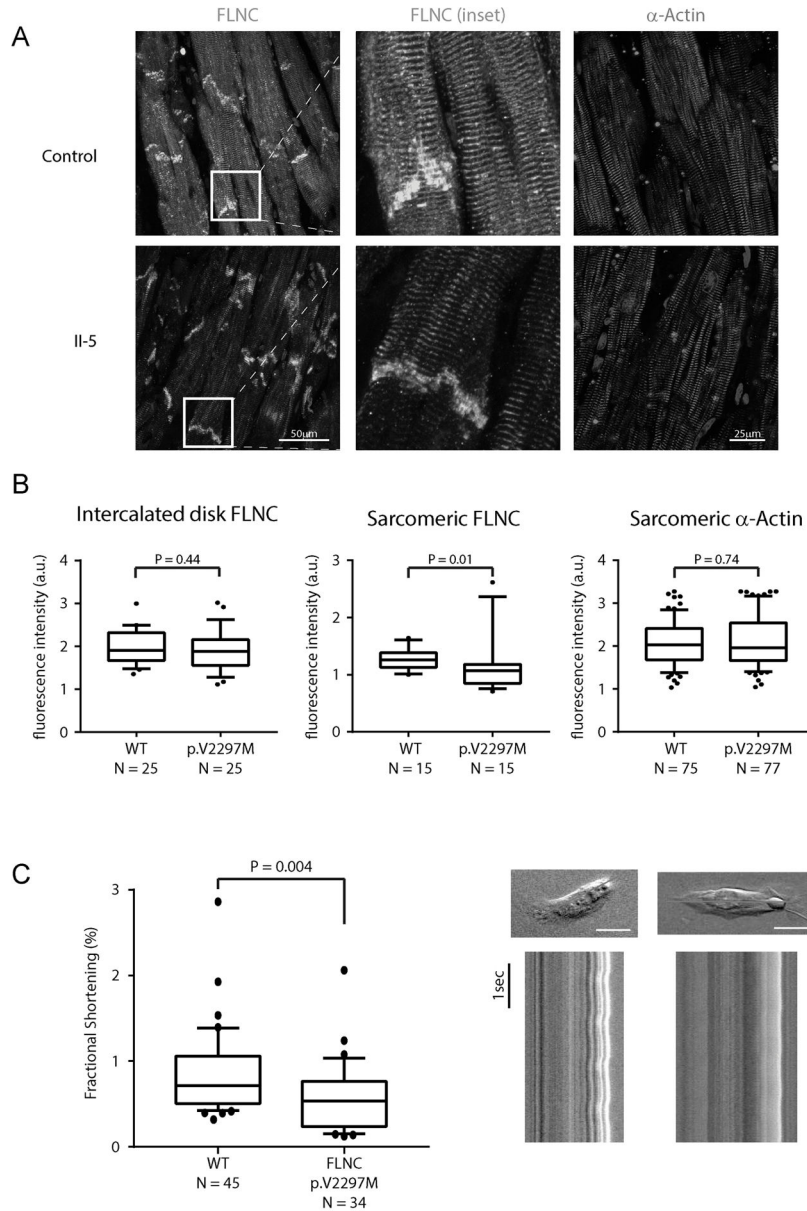 FLNC
FLNC (inset)
α-Actin
A
Control
II-5
50μm
25μm
B
Intercalated disk FLNC
Sarcomeric FLNC
Sarcomeric α-Actin
fluorescence intensity (a.u.)
4
3
2
1
0
P = 0.44
WT
N = 25
p.V2297M
N = 25
fluorescence intensity (a.u.)
3
2
1
0
P = 0.01
WT
N = 15
p.V2297M
N = 15
fluorescence intensity (a.u.)
4
3
2
1
0
P = 0.74
WT
N = 75
p.V2297M
N = 77
C
Fractional Shortening (%)
3
2
1
0
P = 0.004
WT
N = 45
FLNC
p.V2297M
N = 34
1sec